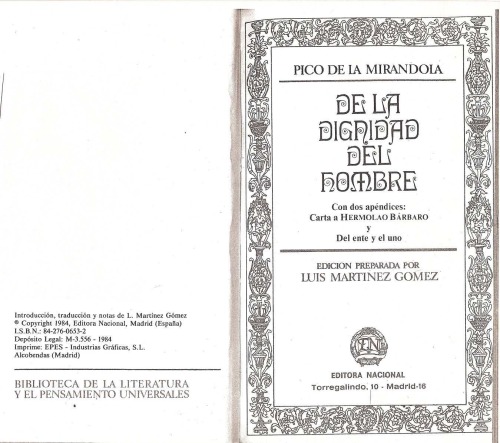 Introducción, traducción y notas de L. Martínez Gómez
® Copyright 1984, Editora Nacional, Madrid (España)
I.S.B.N.: 84-276-0653-2
Depósito Legal: M-3.556 - 1984
Imprime: EPES - Industrias Gráficas, S.L.
Alcobendas (Madrid)
BIBLIOTECA DE LA LITERATURA
Y EL PENSAMIENTO UNIVERSALES
PICO DE LA MIRANDOLA
DE LA
DIGNIDAD
DEL
HOMBRE
Con dos apéndices:
Carta a HERMOLAO BÁRBARO
y
Del ente y el uno
EDICION PREPARADA POR
LUIS MARTINEZ GOMEZ
EN
EDITORA NACIONAL
Torregalindo, 10 - Madrid-16